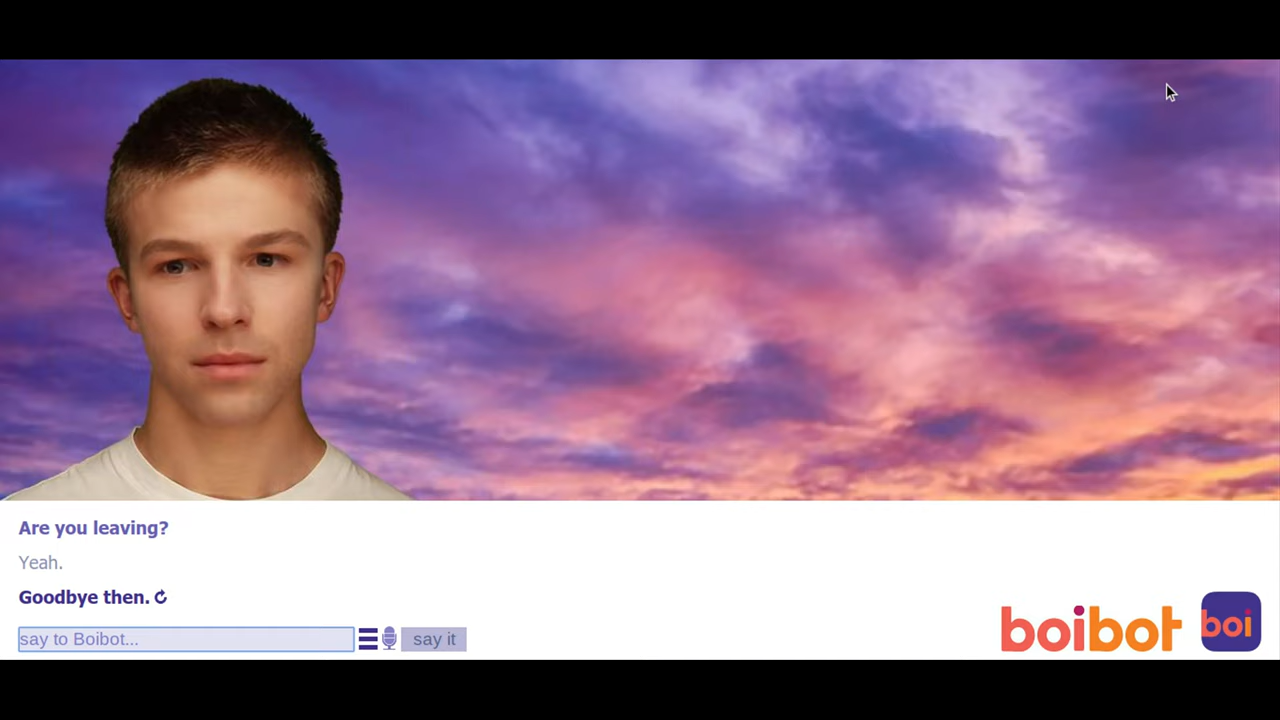 Are you leaving?
Yeah.
Goodbye then.
say to Boibot...
say it
boibot
boi